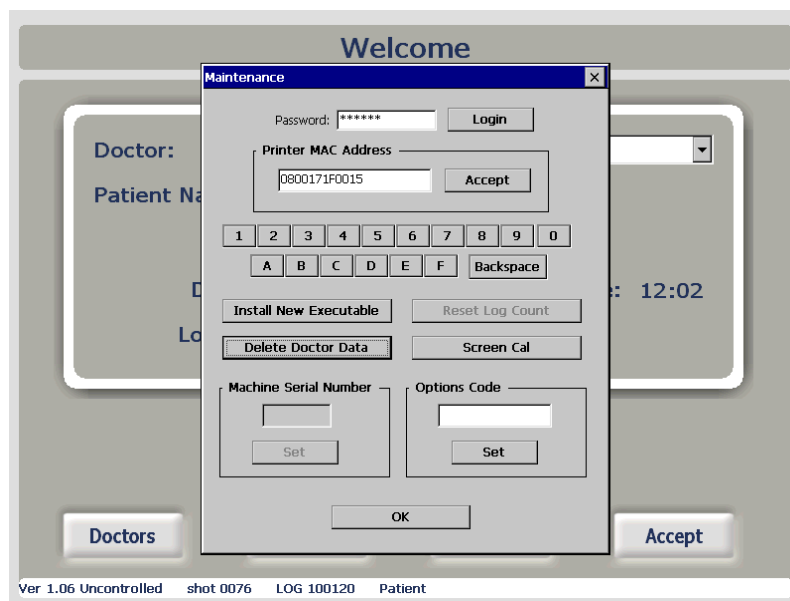 Welcome
Maintenance
Password: ****** Login
Printer MAC Address
0800171F0015 Accept
1 2 3 4 5 6 7 8 9 0
A B C D E F Backspace
Install New Executable Reset Log Count
Delete Doctor Data Screen Cal
Machine Serial Number Options Code
Set Set
OK
Doctor:
Patient Na
D : 12:02
Lo
Doctors Accept
Ver 1.06 Uncontrolled shot 0076 LOG 100120 Patient